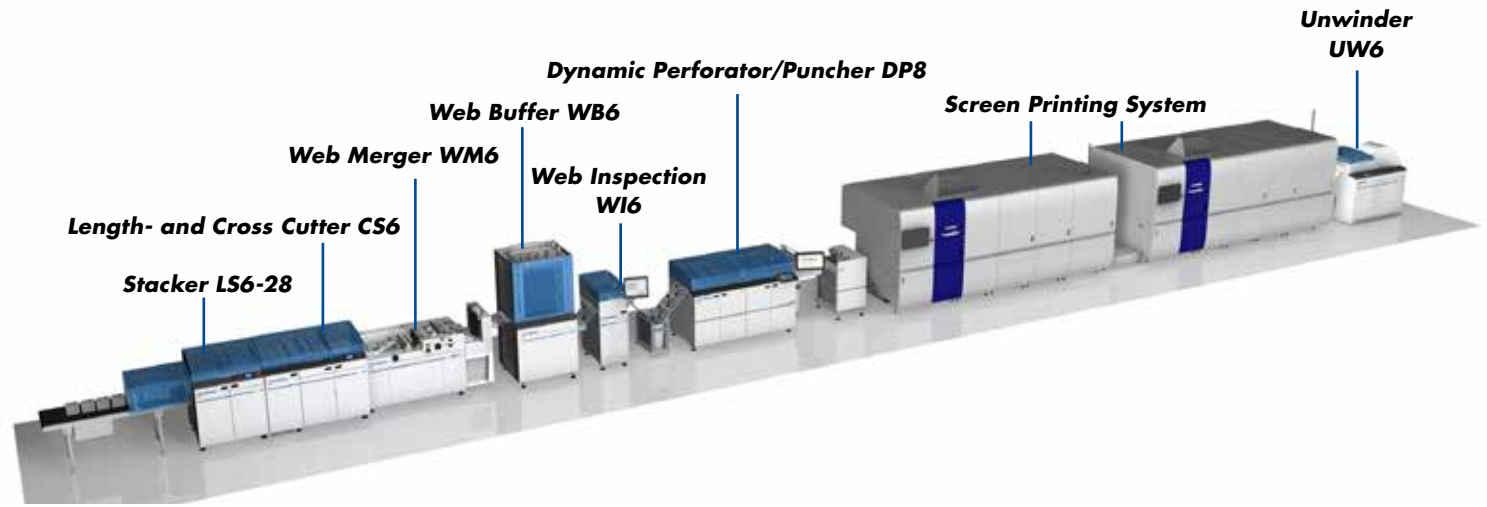 Unwinder
UW6
Dynamic Perforator/Puncher DP8
Web Buffer WB6
Screen Printing System
Web Merger WM6
Web Inspection
WI6
Length- and Cross Cutter CS6
Stacker LS6-28